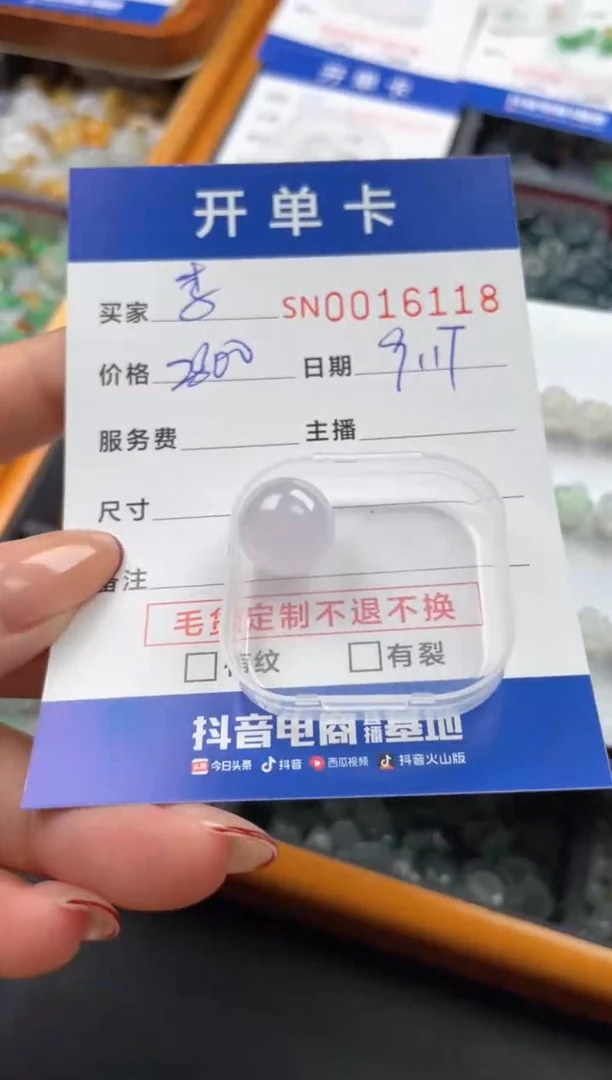 开单卡
开单卡
买家 李 SN0016118
价格 2800 日期
服务费 主播
尺寸
备注
毛货定制不退不换
有纹 有裂
抖音电商直播基地
头条 今日头条 抖音 西瓜视频 抖音火山版